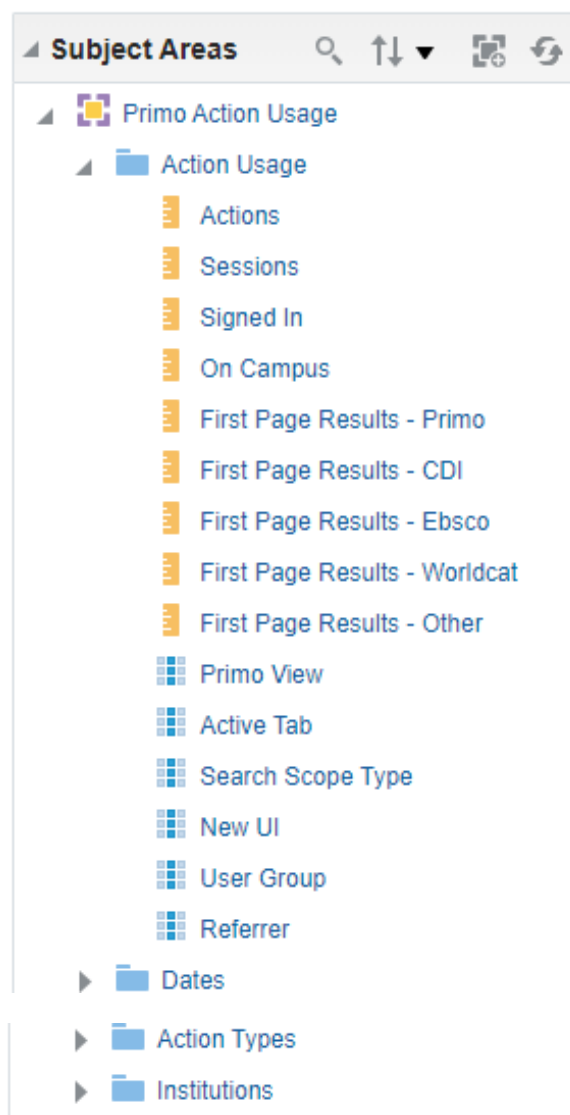 Subject Areas
Primo Action Usage
Action Usage
Actions
Sessions
Signed In
On Campus
First Page Results - Primo
First Page Results - CDI
First Page Results - Ebsco
First Page Results - Worldcat
First Page Results - Other
Primo View
Active Tab
Search Scope Type
New UI
User Group
Referrer
Dates
Action Types
Institutions